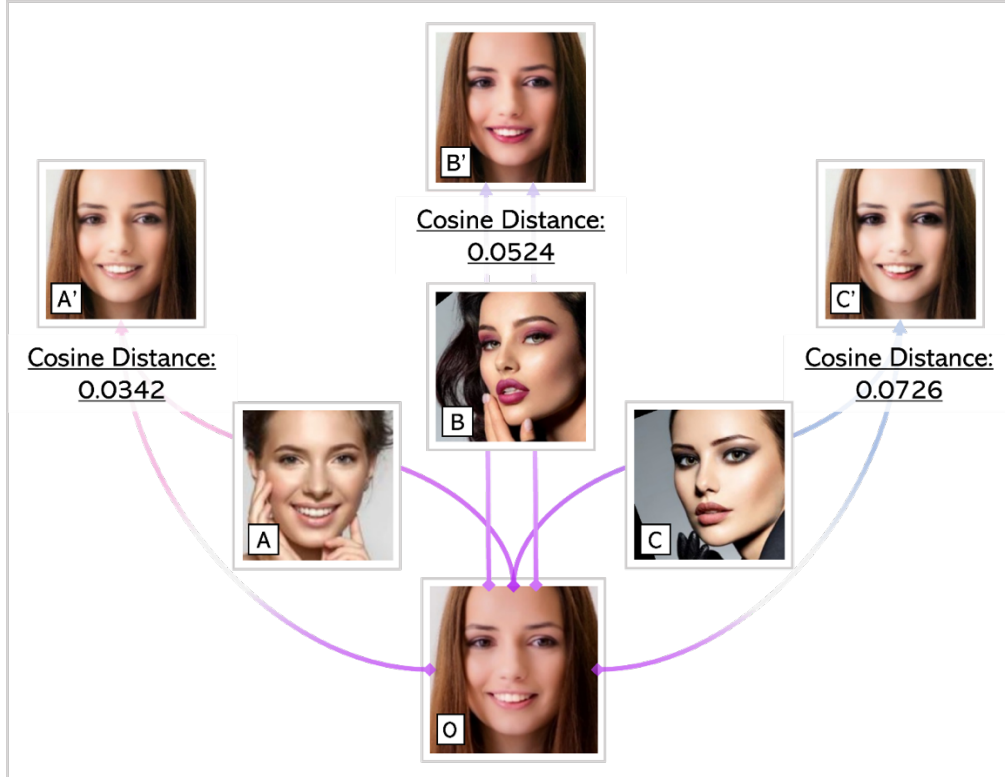 B'
Cosine Distance:
0.0524
A'
C'
Cosine Distance:
0.0342
Cosine Distance:
0.0726
B
A
C
O